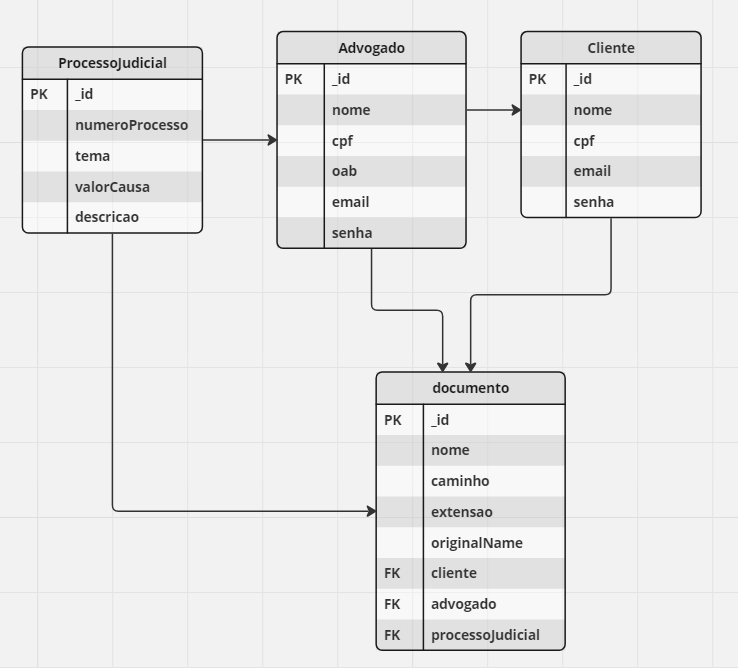 ProcessoJudicial
PK _id
numeroProcesso
tema
valorCausa
descricao
Advogado
PK _id
nome
cpf
oab
email
senha
Cliente
PK _id
nome
cpf
email
senha
documento
PK _id
nome
caminho
extensao
originalName
FK cliente
FK advogado
FK processoJudicial